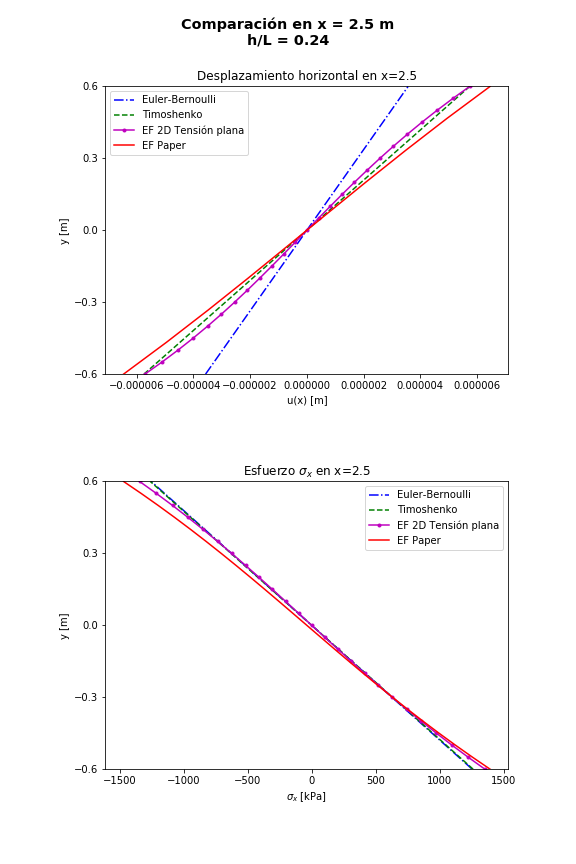 Comparación en x = 2.5 m
h/L = 0.24
Desplazamiento horizontal en x=2.5
0.6
0.3
0.0
−0.3
−0.6
y [m]
Euler-Bernoulli
Timoshenko
EF 2D Tensión plana
EF Paper
−0.000006 −0.000004 −0.000002 0.000000 0.000002 0.000004 0.000006
u(x) [m]
Esfuerzo σx en x=2.5
0.6
0.3
0.0
−0.3
−0.6
y [m]
Euler-Bernoulli
Timoshenko
EF 2D Tensión plana
EF Paper
−1500 −1000 −500 0 500 1000 1500
σx [kPa]